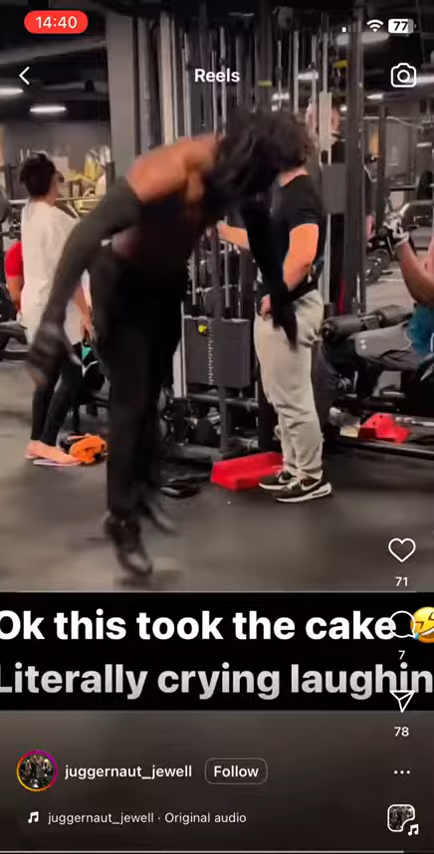 14:40
77
Reels
71
Ok this took the cake🤣
7
Literally crying laughin
78
juggernaut_jewell
Follow
juggernaut_jewell · Original audio